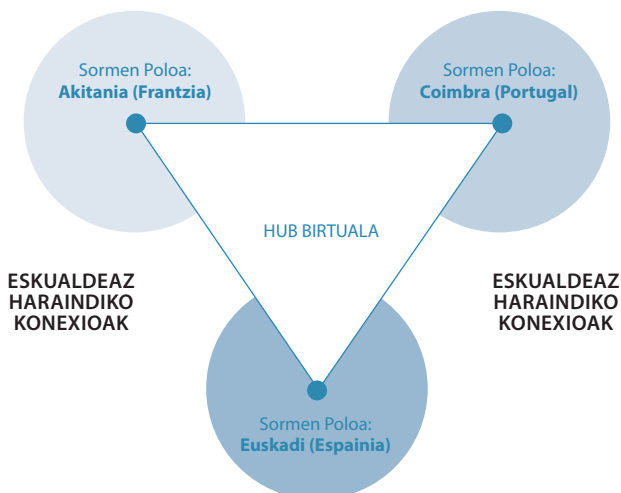 Sormen Poloa:
Akitania (Frantzia)
Sormen Poloa:
Coimbra (Portugal)
HUB BIRTUALA
ESKUALDEAZ
HARAINDIKO
KONEXIOAK
ESKUALDEAZ
HARAINDIKO
KONEXIOAK
Sormen Poloa:
Euskadi (Espainia)